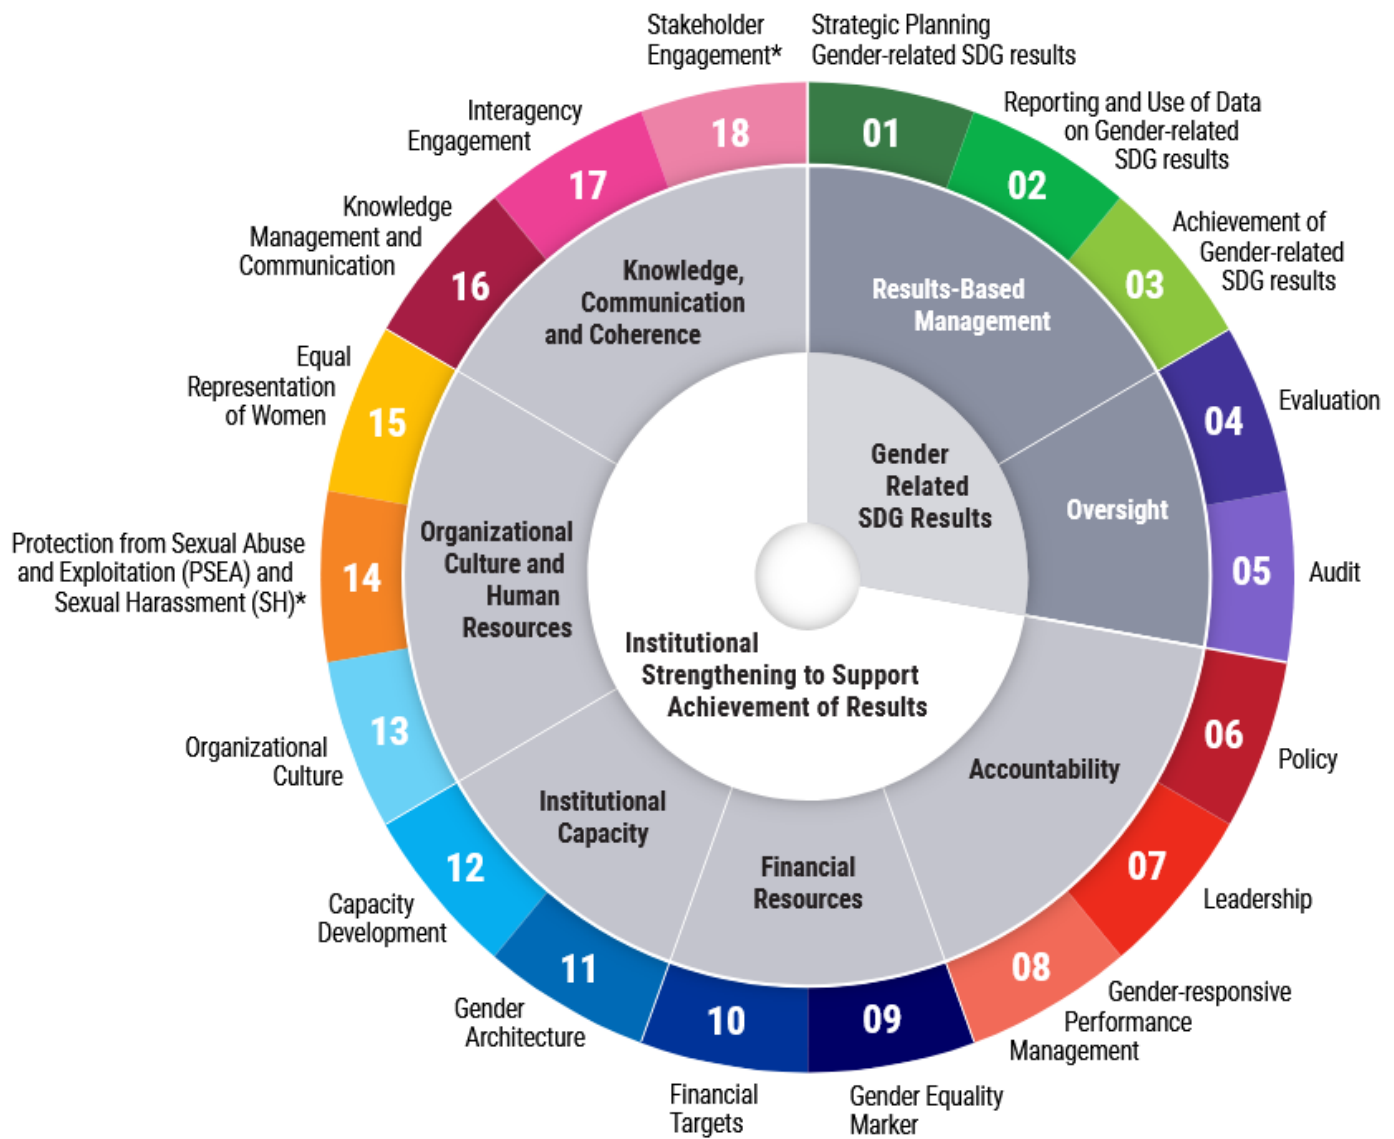 Stakeholder
Engagement*
Strategic Planning
Gender-related SDG results
Interagency
Engagement
Reporting and Use of Data
on Gender-related
SDG results
Knowledge
Management and
Communication
Achievement of
Gender-related
SDG results
Equal
Representation
of Women
Evaluation
Protection from Sexual Abuse
and Exploitation (PSEA) and
Sexual Harassment (SH)*
Audit
Organizational
Culture
Policy
Capacity
Development
Leadership
Gender
Architecture
Gender-responsive
Performance
Management
Financial
Targets
Gender Equality
Marker
01
02
03
04
05
06
07
08
09
10
11
12
13
14
15
16
17
18
Knowledge,
Communication
and Coherence
Results-Based
Management
Oversight
Accountability
Financial
Resources
Institutional
Capacity
Organizational
Culture and
Human
Resources
Gender
Related
SDG Results
Institutional
Strengthening to Support
Achievement of Results